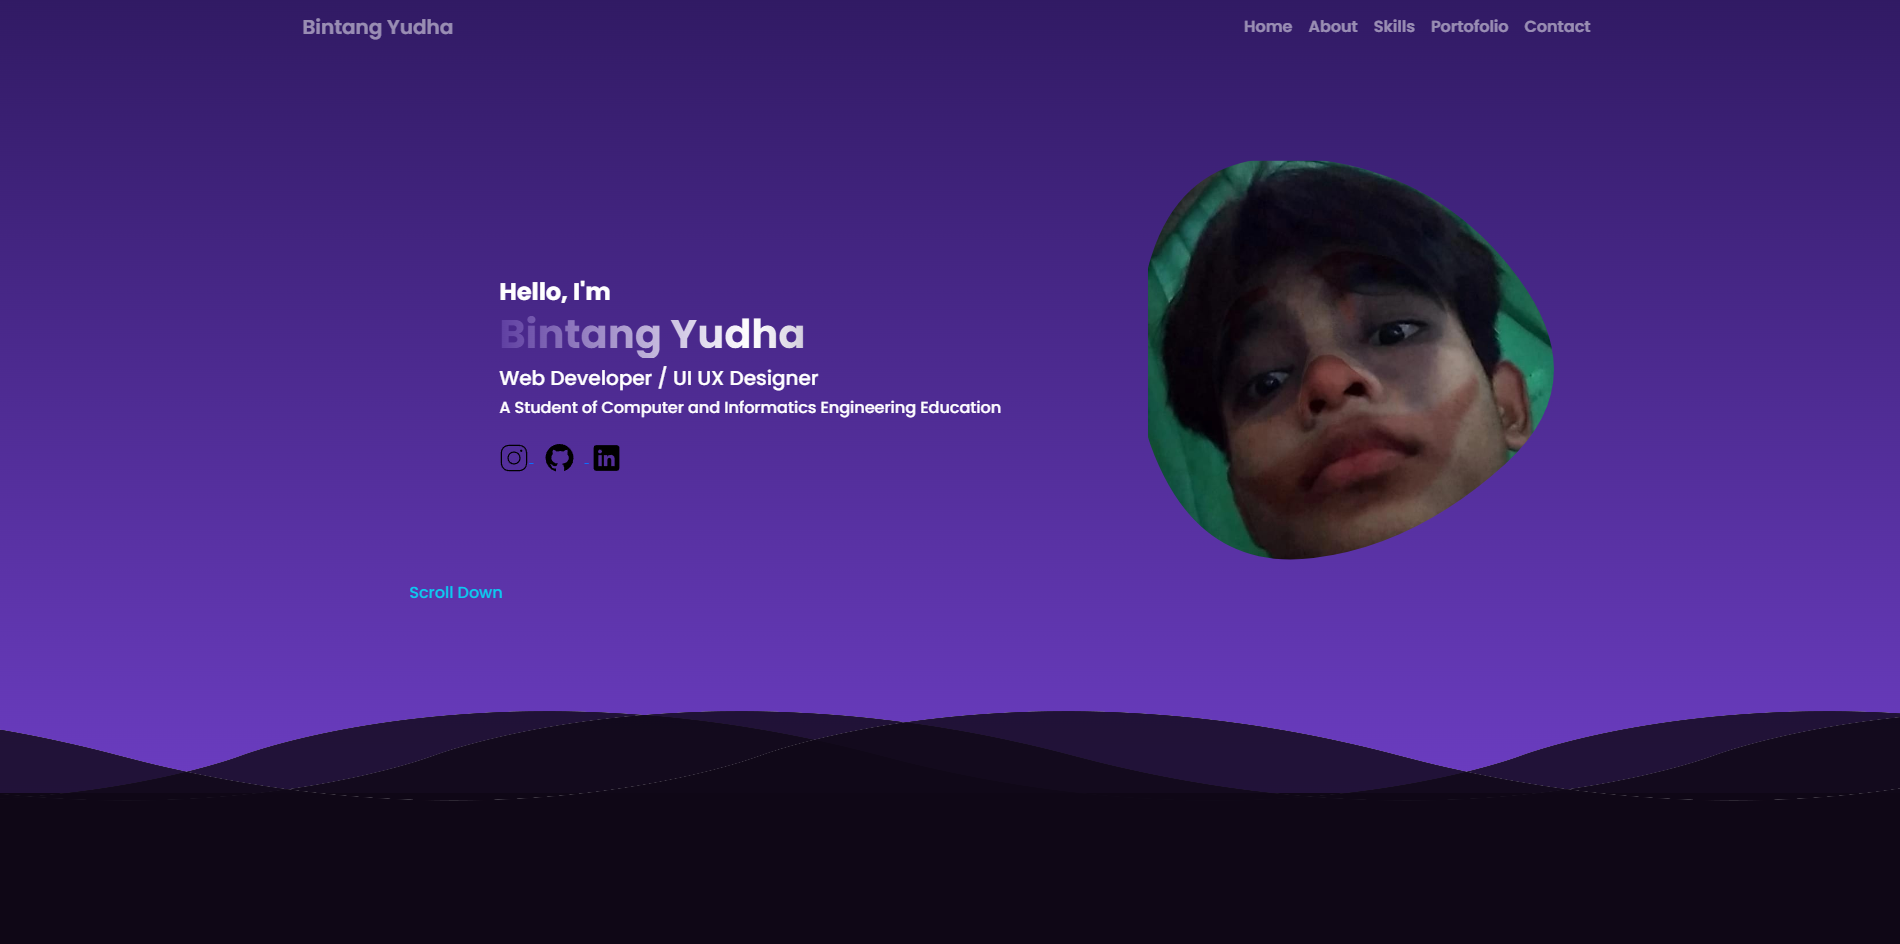 Bintang Yudha
Home About Skills Portofolio Contact
Hello, I'm
Bintang Yudha
Web Developer / UI UX Designer
A Student of Computer and Informatics Engineering Education
in
Scroll Down